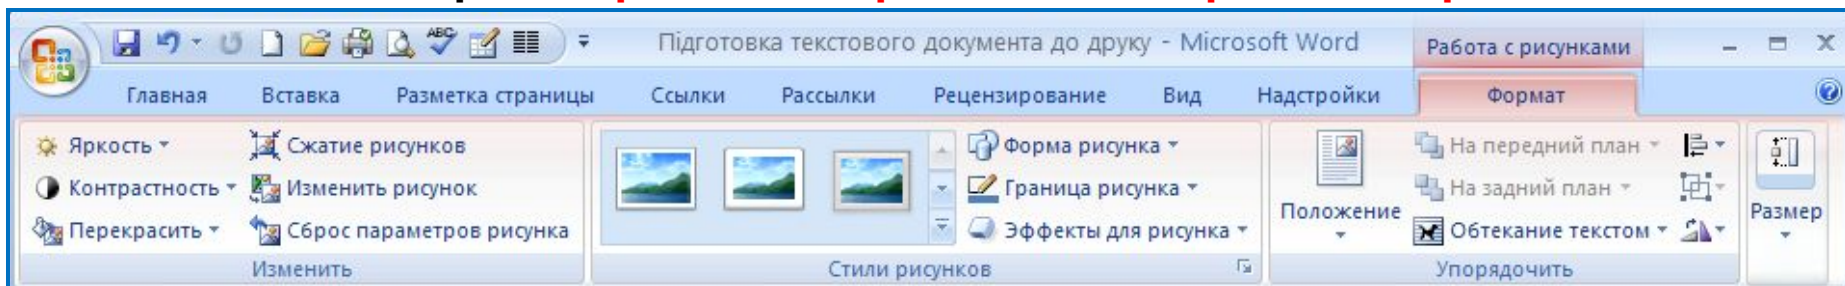 Підготовка текстового документа до друку - Microsoft Word
Работа с рисунками
Главная Вставка Разметка страницы Ссылки Рассылки Рецензирование Вид Надстройки Формат
Яркость
Контрастность
Перекрасить
Сжатие рисунков
Изменить рисунок
Сброс параметров рисунка
Изменить
Форма рисунка
Граница рисунка
Эффекты для рисунка
Стили рисунков
Положение
На передний план
На задний план
Обтекание текстом
Упорядочить
Размер